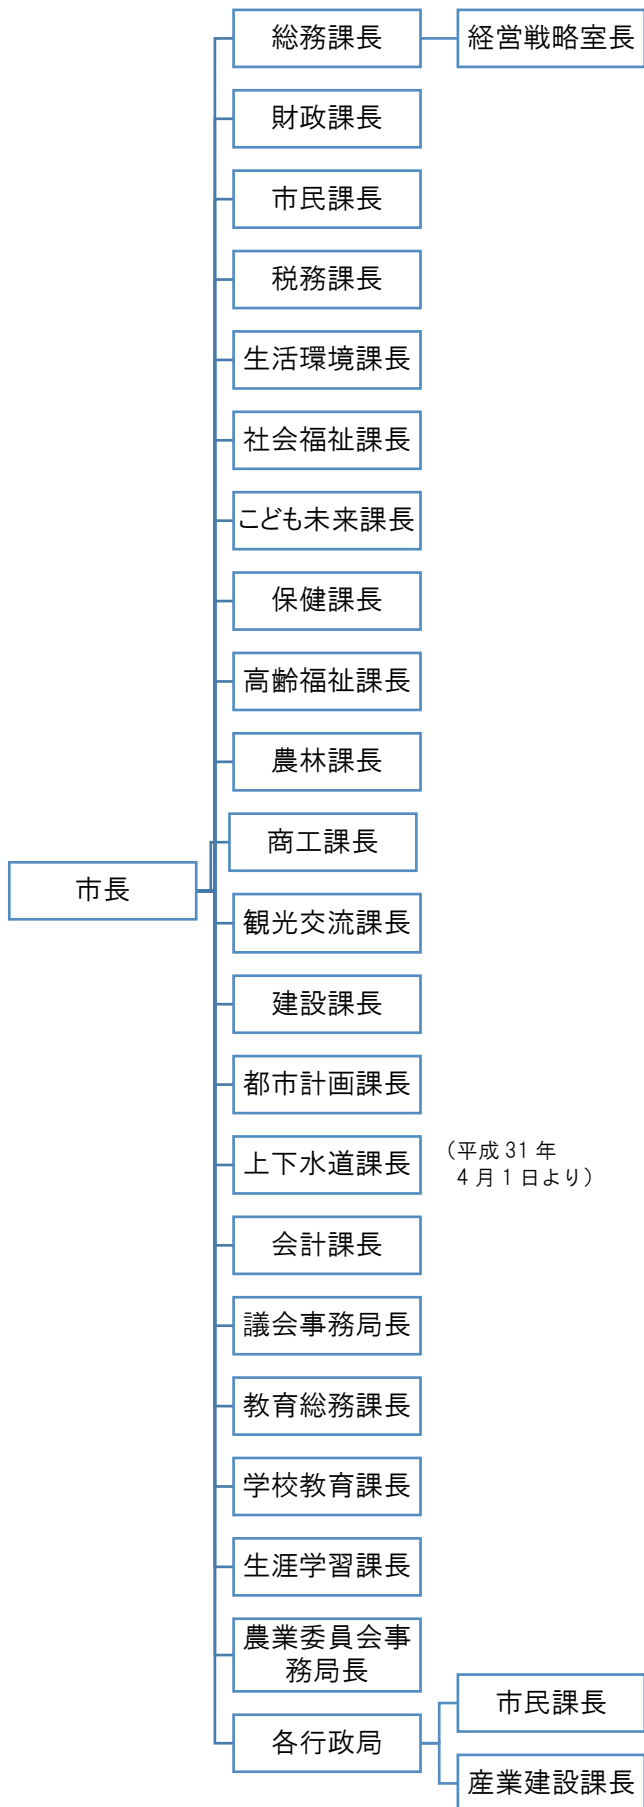 総務課長
経営戦略室長
財政課長
市民課長
税務課長
生活環境課長
社会福祉課長
こども未来課長
保健課長
高齢福祉課長
農林課長
商工課長
市長
観光交流課長
建設課長
都市計画課長
上下水道課長
（平成 31 年
4 月 1 日より）
会計課長
議会事務局長
教育総務課長
学校教育課長
生涯学習課長
農業委員会事
務局長
各行政局
市民課長
産業建設課長